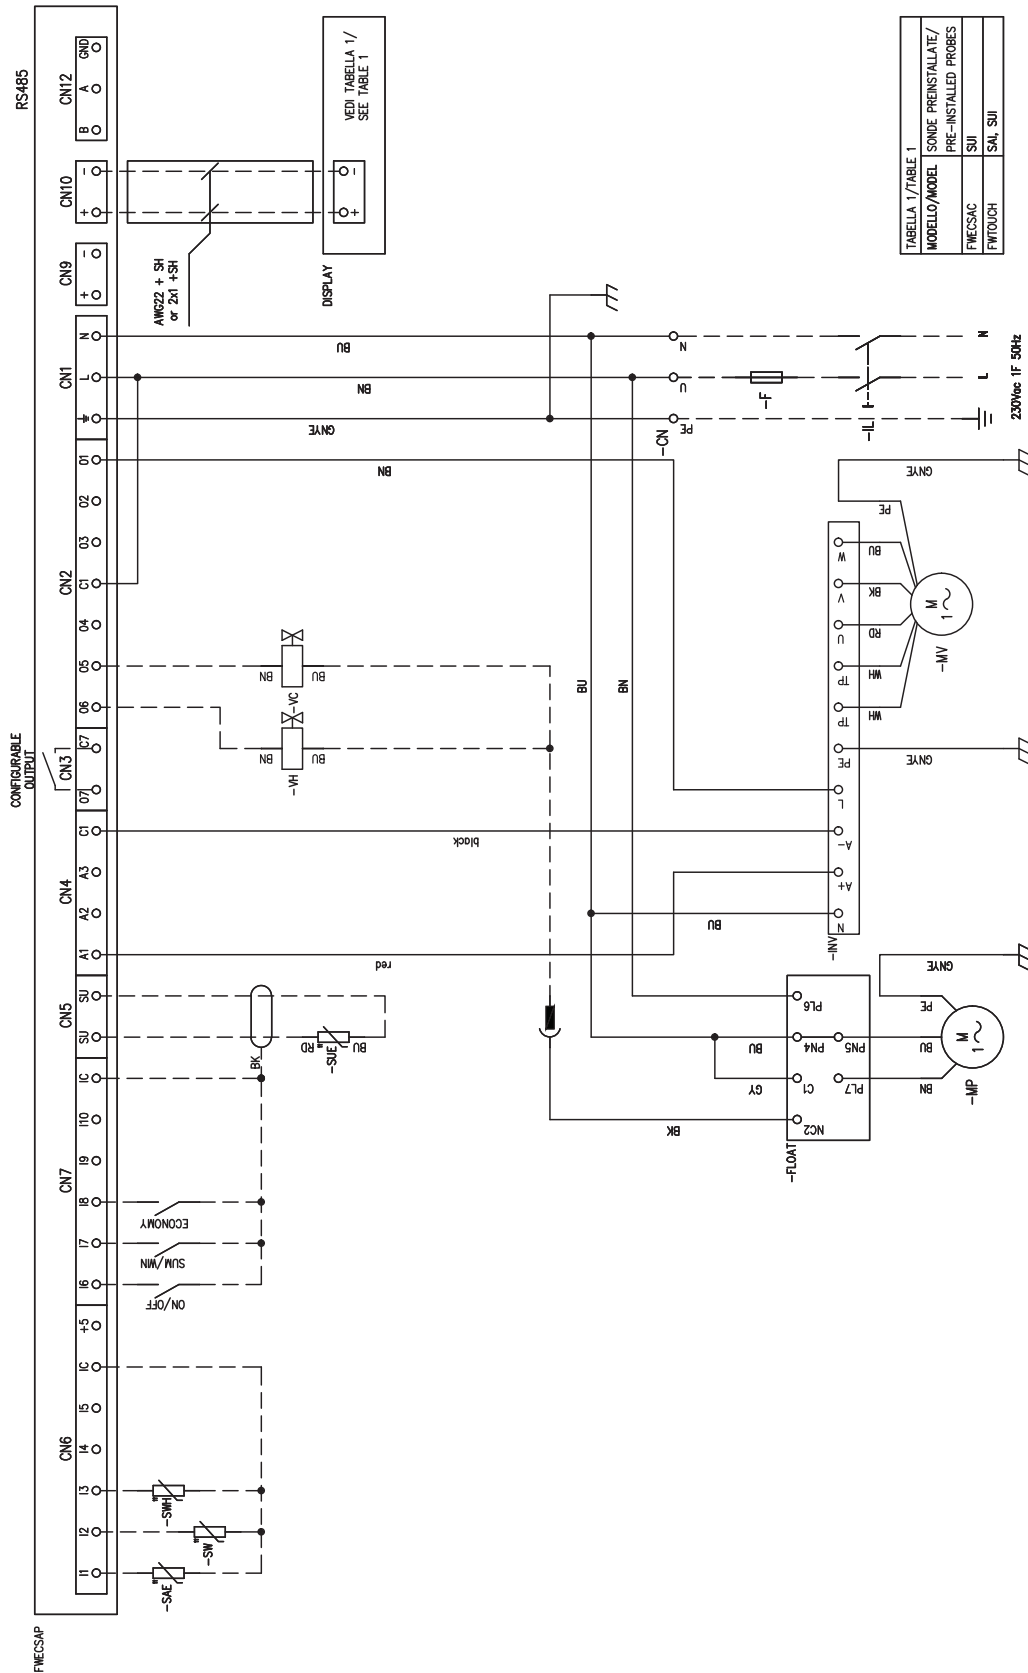 RS485
GND
A
B
CN12
-
+
CN10
-
+
CN9
N
L
CN1
O1
O2
O3
C1
O4
O5
O6
CN2
C7
O7
CN3
CONFIGURABLE
OUTPUT
C1
A3
A2
A1
CN4
SU
SU
CN5
IC
I10
I9
I8
I7
I6
CN7
+5
IC
I5
I4
I3
I2
I1
CN6
FWECSAP
VEDI TABELLA 1/
SEE TABLE 1
-
+
DISPLAY
AWG22 + SH
or 2x1 +SH
BU
BN
GNYE
BN
BN
BU
-VC
BN
BU
-VH
black
red
BK
RD
BU
*
-SUE
ECONOMY
SUM/WIN
ON/OFF
*
-SWH
*
-SW
*
-SAE
BU
BN
BU
N
U
PE
-CN
-F
-IL
N
L
230Vac 1F 50Hz
GNYE
PE
W
V
U
TP
TP
PE
L
A-
A+
N
-INV
BU
BK
RD
WH
WH
GNYE
M
1
-MV
GNYE
PE
BU
BN
M
1
-MP
PL6
PN4
PN5
C1
PL7
NC2
-FLOAT
BU
GY
BK
TABELLA 1/TABLE 1
MODELLO/MODEL
SONDE PREINSTALLATE/
PRE-INSTALLED PROBES
FWECSAC
SUI
FWTOUCH
SAI, SUI